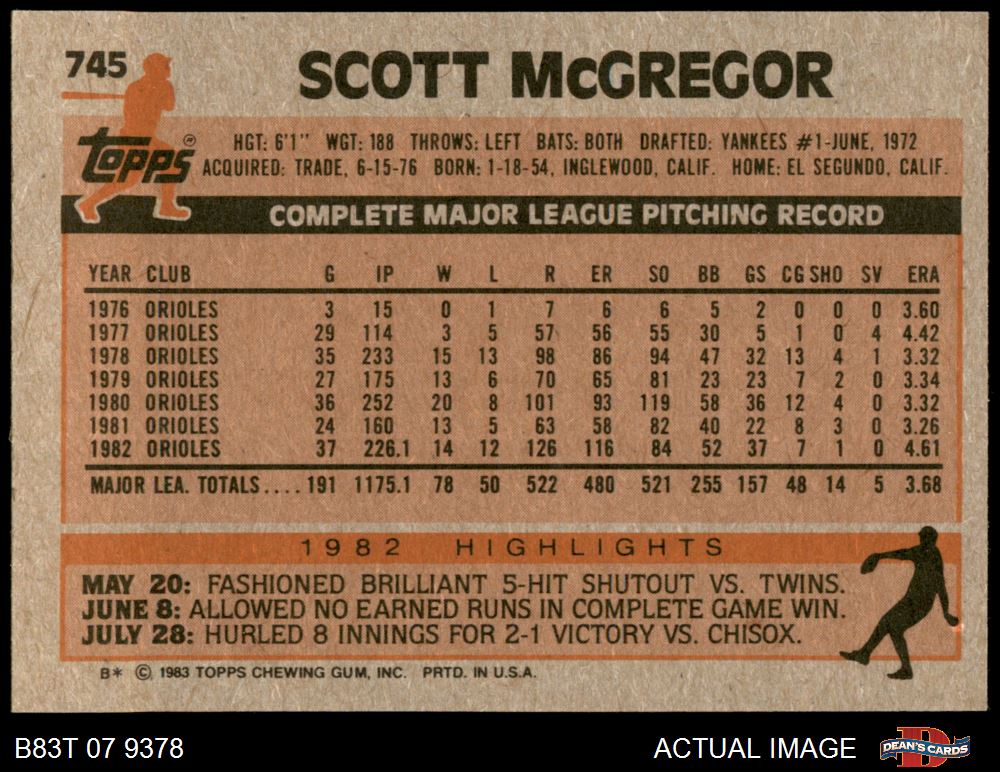 745
SCOTT McGREGOR
topps®
HGT: 6'1" WGT: 188 THROWS: LEFT BATS: BOTH DRAFTED: YANKEES #1-JUNE, 1972
ACQUIRED: TRADE, 6-15-76 BORN: 1-18-54, INGLEWOOD, CALIF. HOME: EL SEGUNDO, CALIF.
COMPLETE MAJOR LEAGUE PITCHING RECORD
YEAR CLUB G IP W L R ER SO BB GS CG SHO SV ERA
1976 ORIOLES 3 15 0 1 7 6 6 5 2 0 0 0 3.60
1977 ORIOLES 29 114 3 5 57 56 55 30 5 1 0 4 4.42
1978 ORIOLES 35 233 15 13 98 86 94 47 32 13 4 1 3.32
1979 ORIOLES 27 175 13 6 70 65 81 23 23 7 2 0 3.34
1980 ORIOLES 36 252 20 8 101 93 119 58 36 12 4 0 3.32
1981 ORIOLES 24 160 13 5 63 58 82 40 22 8 3 0 3.26
1982 ORIOLES 37 226.1 14 12 126 116 84 52 37 7 1 0 4.61
MAJOR LEA. TOTALS.... 191 1175.1 78 50 522 480 521 255 157 48 14 5 3.68
1982 HIGHLIGHTS
MAY 20: FASHIONED BRILLIANT 5-HIT SHUTOUT VS. TWINS.
JUNE 8: ALLOWED NO EARNED RUNS IN COMPLETE GAME WIN.
JULY 28: HURLED 8 INNINGS FOR 2-1 VICTORY VS. CHISOX.
B* © 1983 TOPPS CHEWING GUM, INC. PRTD. IN U.S.A.
B83T 07 9378
ACTUAL IMAGE
D
DEAN'S CARDS